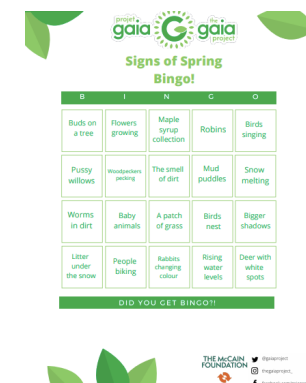 projet
gaia
the
gaia
project
Signs of Spring
Bingo!
B I N G O
Buds on
a tree
Flowers
growing
Maple
syrup
collection
Robins
Birds
singing
Pussy
willows
Woodpeckers
pecking
The smell
of dirt
Mud
puddles
Snow
melting
Worms
in dirt
Baby
animals
A patch
of grass
Birds
nest
Bigger
shadows
Litter
under
the snow
People
biking
Rabbits
changing
colour
Rising
water
levels
Deer with
white
spots
DID YOU GET BINGO?!
THE McCAIN
FOUNDATION
@gaiaproject
thegaiaproject_